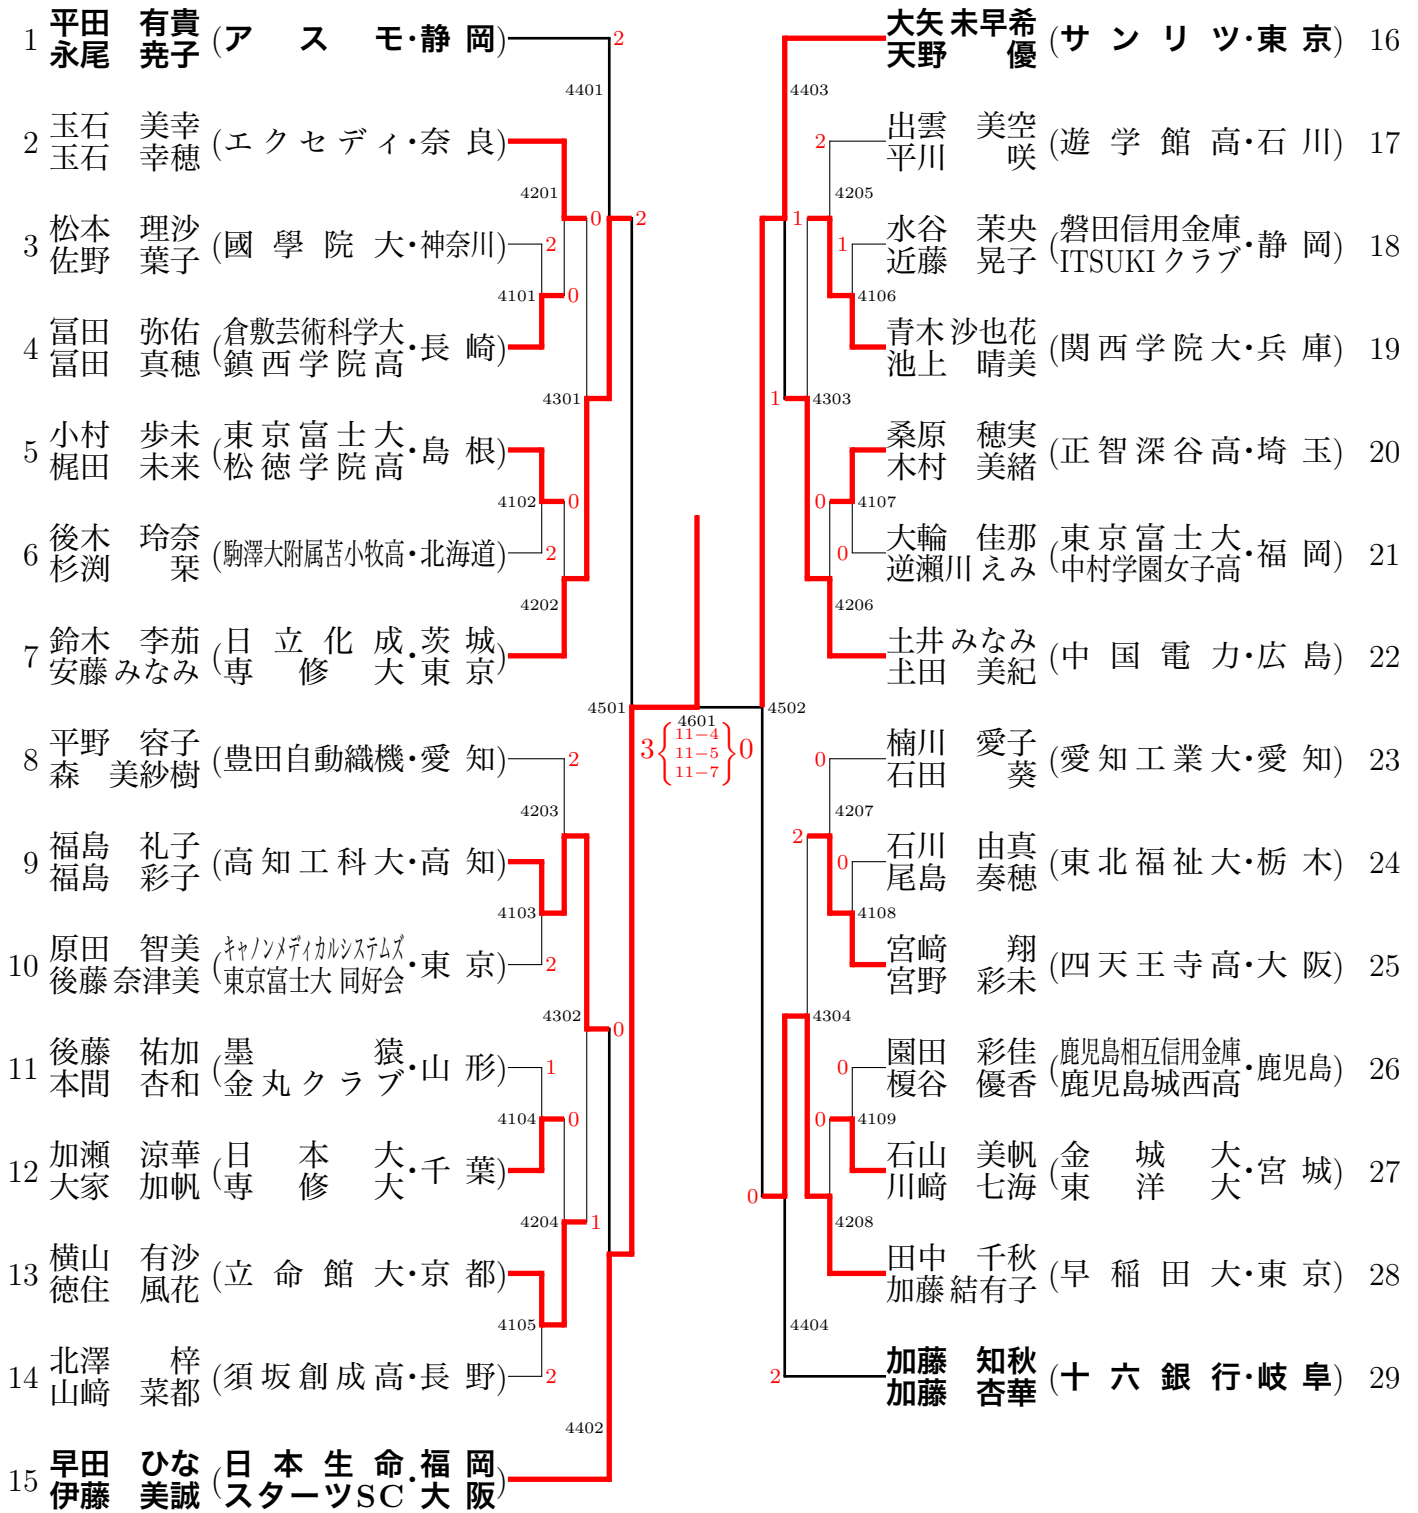 1 平田 有貴 (アスモ・静岡)
永尾 尭子
2 玉石 美幸 (エクセディ・奈良)
玉石 幸穂
3 松本 理沙 (國學院大・神奈川)
佐野 葉子
4 冨田 弥佑 (倉敷芸術科学大・長崎)
冨田 真穂 鎮西学院高
5 小村 歩未 (東京富士大・島根)
梶田 未来 松徳学院高
6 後木 玲奈 (駒澤大附属苫小牧高・北海道)
杉渕 栞
7 鈴木 李茄 (日立化成・茨城)
安藤 みなみ 専修大 東京
8 平野 容子 (豊田自動織機・愛知)
森 美紗樹
9 福島 礼子 (高知工科大・高知)
福島 彩子
10 原田 智美 (キャノンメディカルシステムズ・東京)
後藤 奈津美 東京富士大 同好会
11 後藤 祐加 (墨猿・山形)
本間 杏和 金丸クラブ
12 加瀬 涼華 (日本大・千葉)
大家 加帆 専修大
13 横山 有沙 (立命館大・京都)
徳住 風花
14 北澤 梓 (須坂創成高・長野)
山﨑 菜都
15 早田 ひな (日本生命・福岡)
伊藤 美誠 スターツSC 大阪
4401
4201
4101
4301
4102
4202
4501
4203
4103
4302
4104
4204
4105
4402
2
0
2
2
0
0
2
2
2
0
1
0
1
2
4601
3 { 11−4 } 0
11−5
11−7
大矢 未早希 (サンリツ・東京) 16
天野 優
出雲 美空 (遊学館高・石川) 17
平川 咲
水谷 茉央 (磐田信用金庫・静岡) 18
近藤 晃子 ITSUKIクラブ
青木 沙也花 (関西学院大・兵庫) 19
池上 晴美
桑原 穂実 (正智深谷高・埼玉) 20
木村 美緒
大輪 佳那 (東京富士大・福岡) 21
逆瀬川 えみ 中村学園女子高
土井 みなみ (中国電力・広島) 22
𡈽田 美紀
楠川 愛子 (愛知工業大・愛知) 23
石田 葵
石川 由真 (東北福祉大・栃木) 24
尾島 奏穂
宮﨑 翔 (四天王寺高・大阪) 25
宮野 彩未
園田 彩佳 (鹿児島相互信用金庫・鹿児島) 26
榎谷 優香 鹿児島城西高
石山 美帆 (金城大・宮城) 27
川﨑 七海 東洋大
田中 千秋 (早稲田大・東京) 28
加藤 結有子
加藤 知秋 (十六銀行・岐阜) 29
加藤 杏華
4403
4205
4106
4303
4107
4206
4502
4207
4108
4304
4109
4208
4404
2
1
1
1
0
0
0
2
0
0
0
0
2